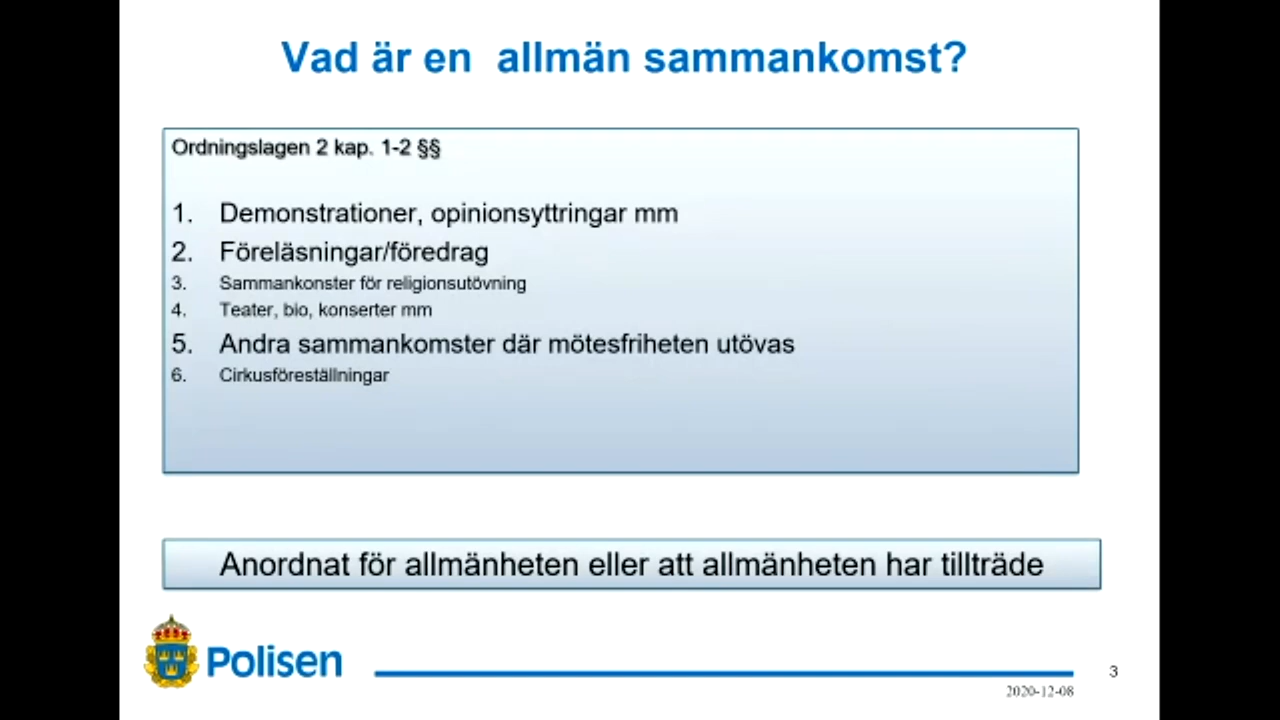 Vad är en  allmän sammankomst?
Ordningslagen 2 kap. 1-2 §§
1. Demonstrationer, opinionsyttringar mm
2. Föreläsningar/föredrag
3. Sammankonster för religionsutövning
4. Teater, bio, konserter mm
5. Andra sammankomster där mötesfriheten utövas
6. Cirkusföreställningar
Anordnat för allmänheten eller att allmänheten har tillträde
Polisen
3
2020-12-08